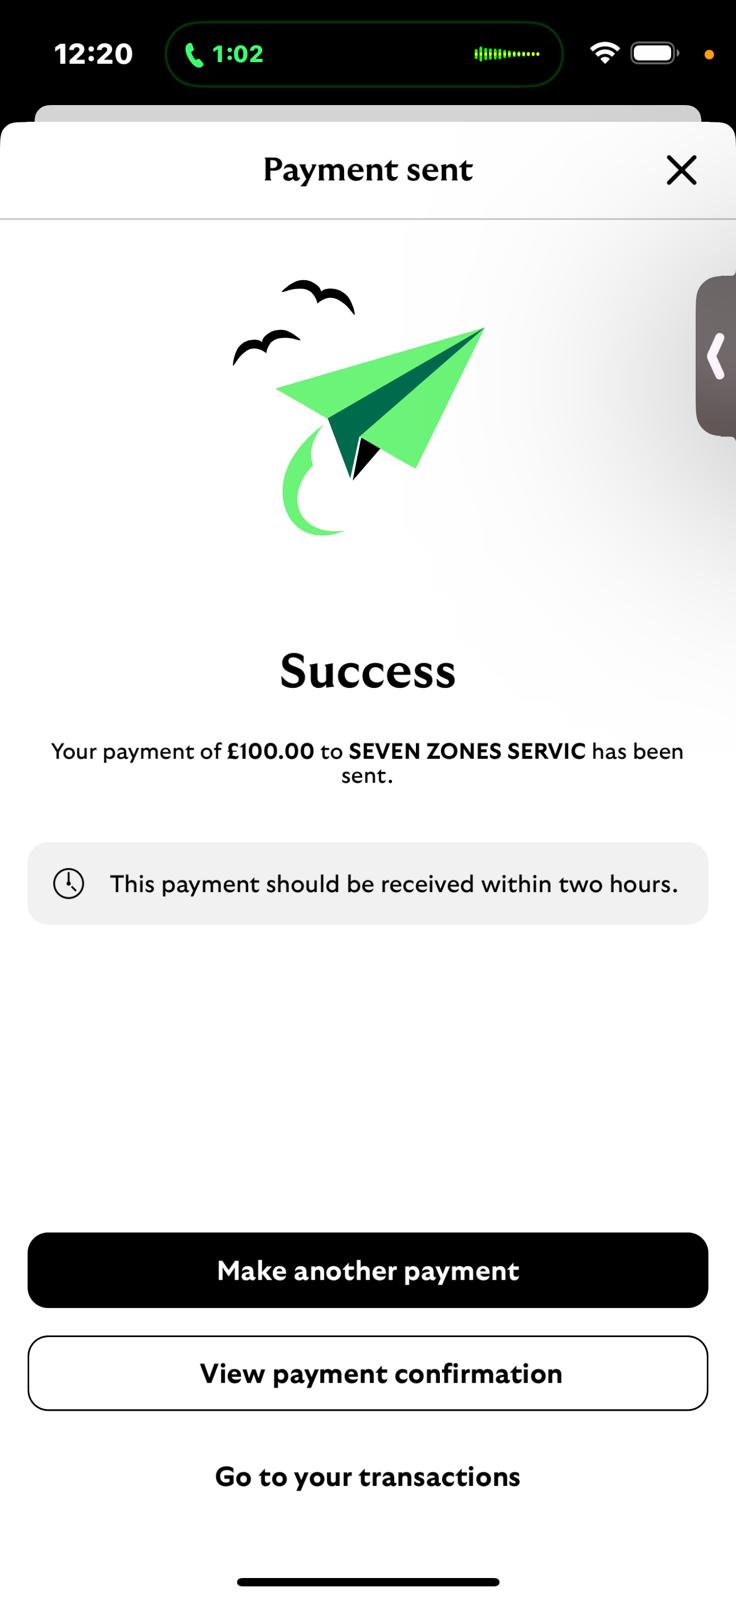 12:20
1:02
Payment sent
Success
Your payment of £100.00 to SEVEN ZONES SERVIC has been
sent.
This payment should be received within two hours.
Make another payment
View payment confirmation
Go to your transactions